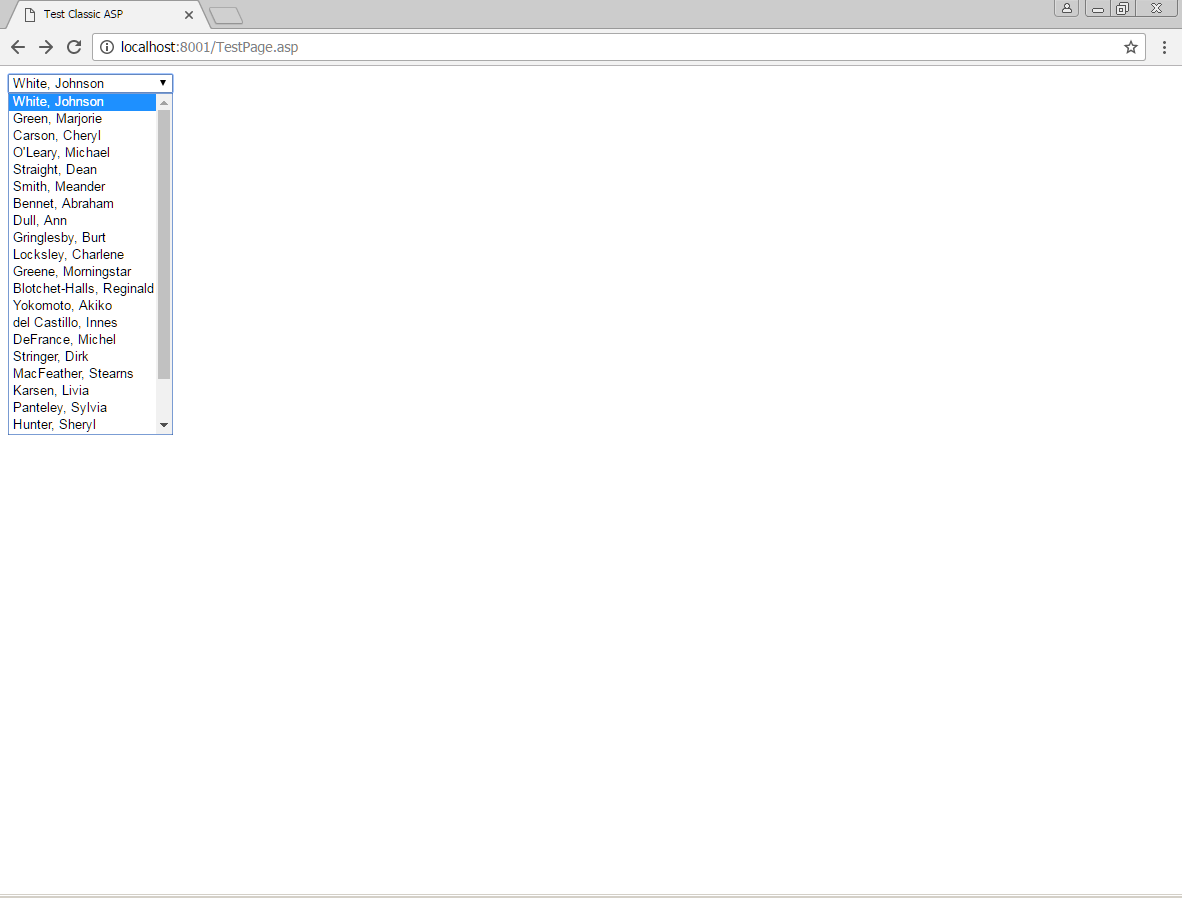 Test Classic ASP
localhost:8001/TestPage.asp
White, Johnson
White, Johnson
Green, Marjorie
Carson, Cheryl
O'Leary, Michael
Straight, Dean
Smith, Meander
Bennet, Abraham
Dull, Ann
Gringlesby, Burt
Locksley, Charlene
Greene, Morningstar
Blotchet-Halls, Reginald
Yokomoto, Akiko
del Castillo, Innes
DeFrance, Michel
Stringer, Dirk
MacFeather, Stearns
Karsen, Livia
Panteley, Sylvia
Hunter, Sheryl